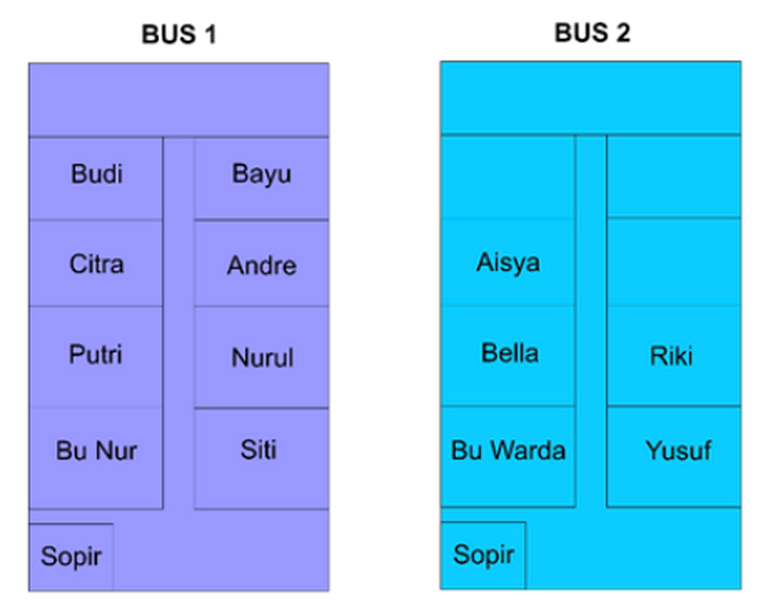 BUS 1
Budi
Bayu
Citra
Andre
Putri
Nurul
Bu Nur
Siti
Sopir
BUS 2
Aisya
Bella
Riki
Bu Warda
Yusuf
Sopir